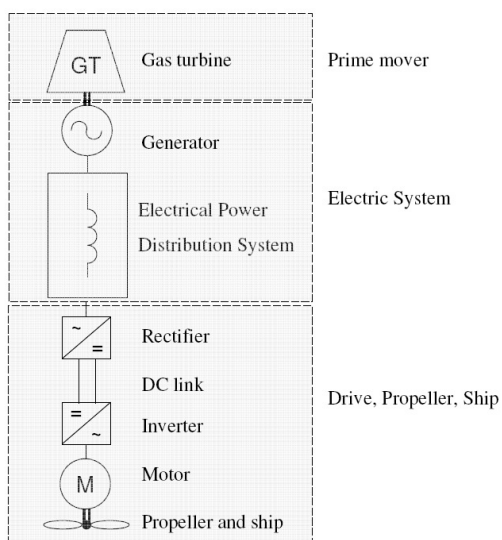 GT
Gas turbine
Prime mover
Generator
Electrical Power
Distribution System
Electric System
~
=
Rectifier
DC link
=
~
Inverter
Drive, Propeller, Ship
M
Motor
Propeller and ship